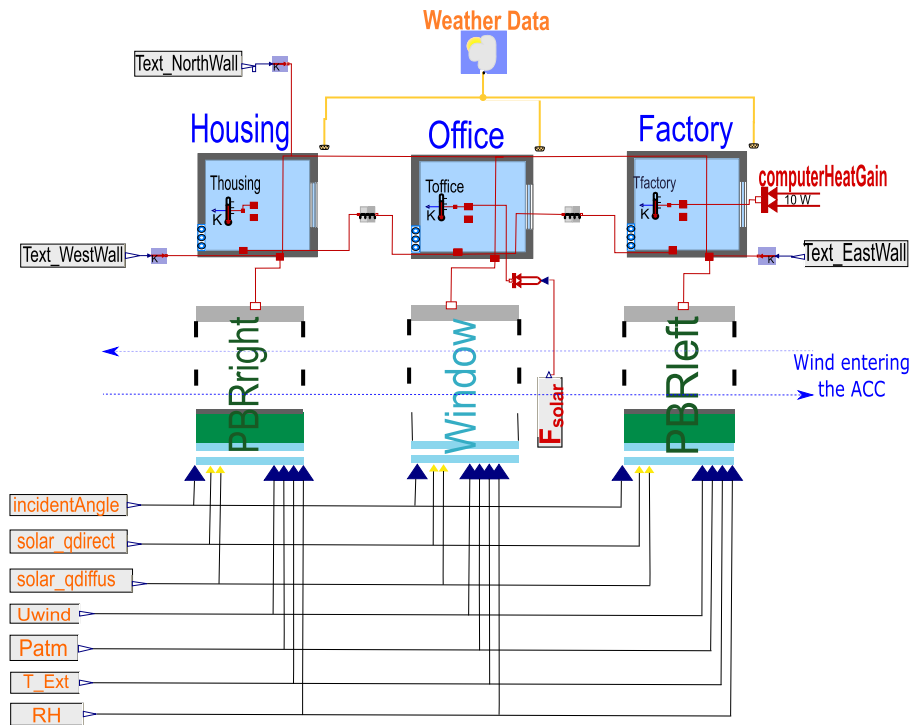 Weather Data
Text_NorthWall
K
Housing
Office
Factory
Thousing
K
Toffice
K
Tfactory
K
computerHeatGain
10 W
Text_WestWall
K
K
Text_EastWall
PBRright
Window
PBRleft
Fsolar
Wind entering
the ACC
incidentAngle
solar_qdirect
solar_qdiffus
Uwind
Patm
T_Ext
RH